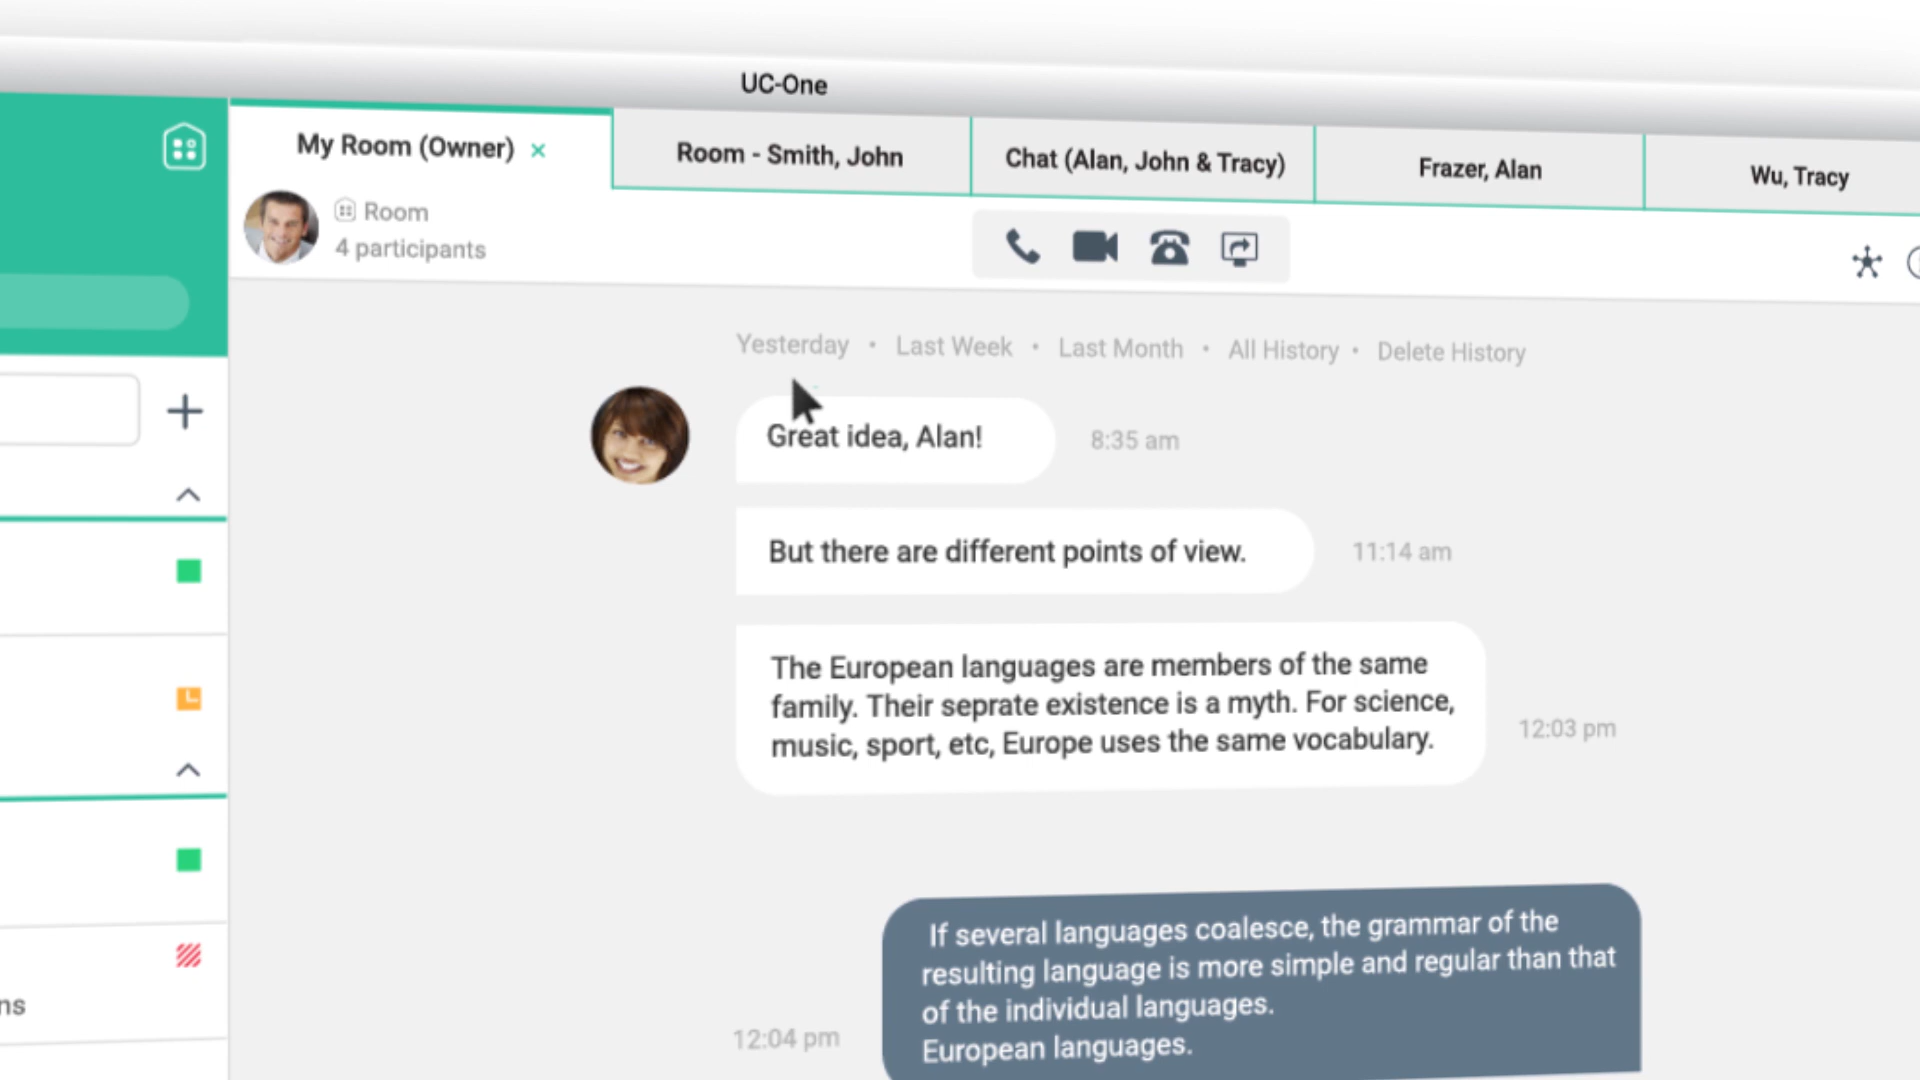 UC-One
My Room (Owner) ×
Room - Smith, John
Chat (Alan, John & Tracy)
Frazer, Alan
Wu, Tracy
Room
4 participants
Yesterday • Last Week • Last Month • All History • Delete History
Great idea, Alan!
8:35 am
But there are different points of view.
11:14 am
The European languages are members of the same
family. Their seprate existence is a myth. For science,
music, sport, etc, Europe uses the same vocabulary.
12:03 pm
If several languages coalesce, the grammar of the
resulting language is more simple and regular than that
of the individual languages.
European languages.
12:04 pm
ns